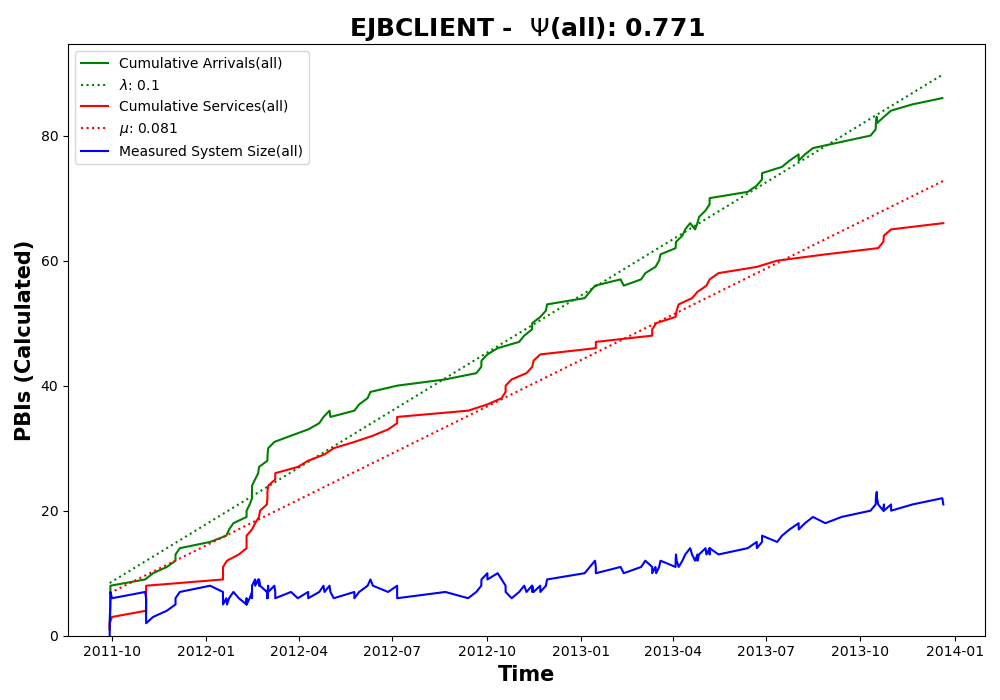 EJBCLIENT - Ψ(all): 0.771
Cumulative Arrivals(all)
λ: 0.1
Cumulative Services(all)
μ: 0.081
Measured System Size(all)
PBIs (Calculated)
80
60
40
20
0
2011-10 2012-01 2012-04 2012-07 2012-10 2013-01 2013-04 2013-07 2013-10 2014-01
Time